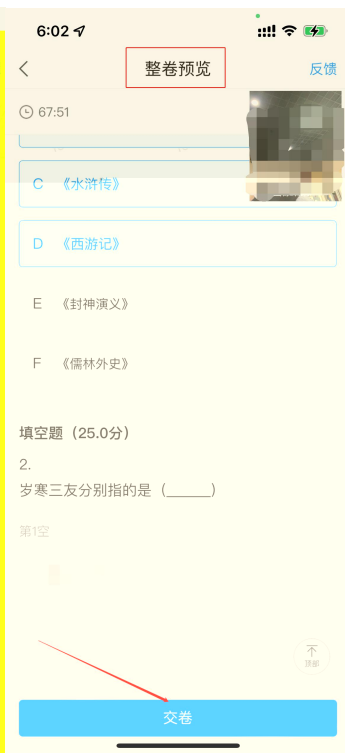 6:02
整卷预览
反馈
67:51
C 《水浒传》
D 《西游记》
E 《封神演义》
F 《儒林外史》
填空题（25.0分）
2.
岁寒三友分别指的是（______）
第1空
顶部
交卷